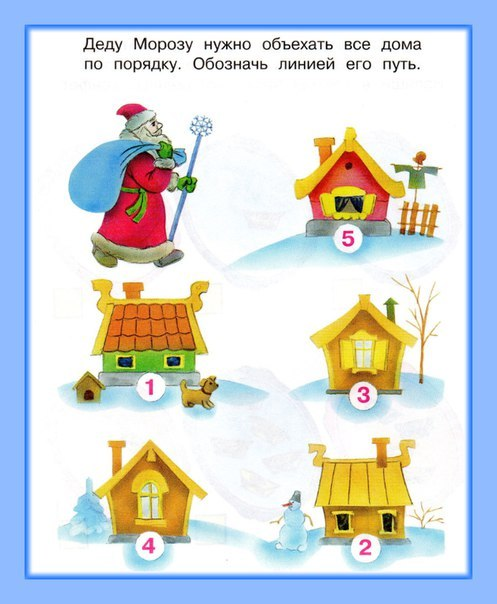 Деду Морозу нужно объехать все дома
по порядку. Обозначь линией его путь.
5
1
3
4
2